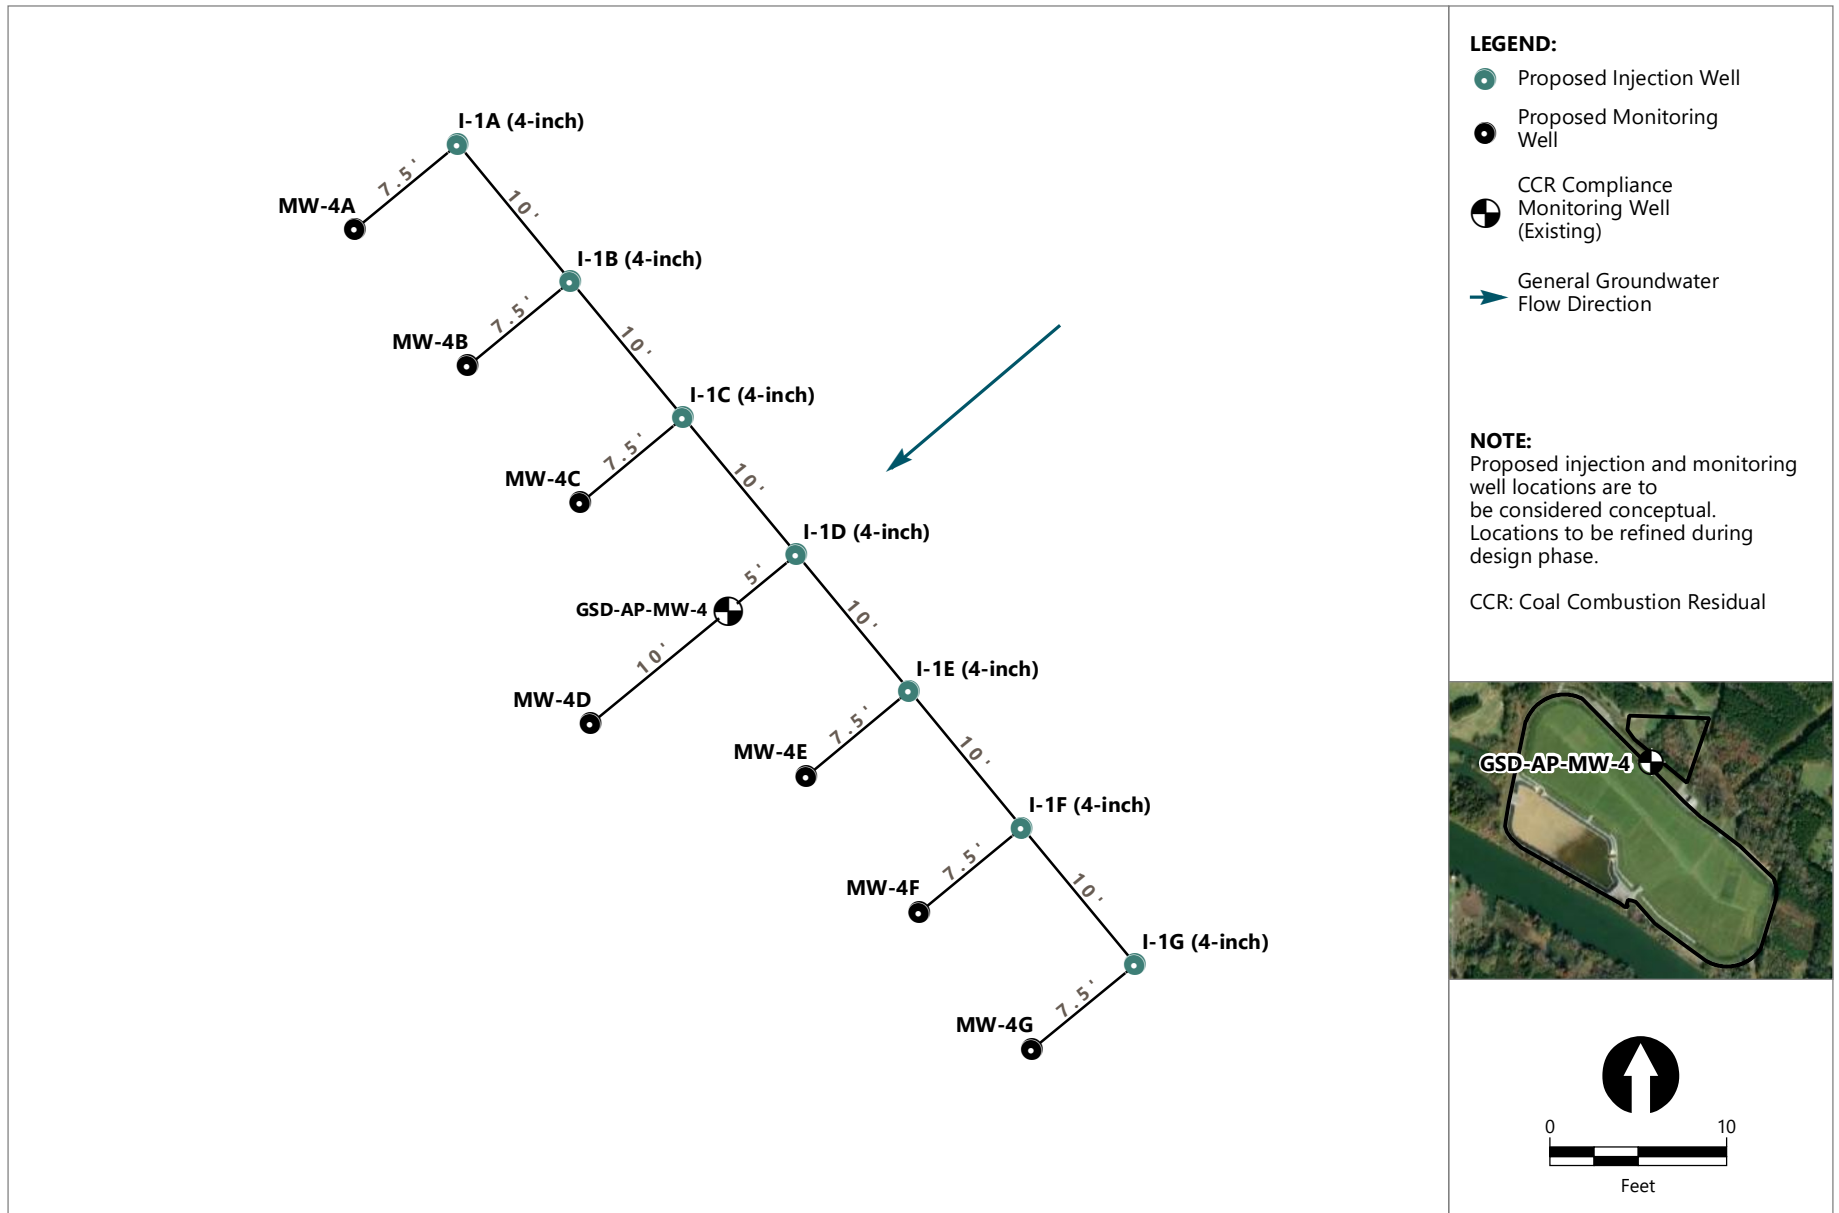 I-1A (4-inch)
7.5'
10'
MW-4A
I-1B (4-inch)
7.5'
10'
MW-4B
I-1C (4-inch)
7.5'
10'
MW-4C
I-1D (4-inch)
5'
10'
GSD-AP-MW-4
10'
MW-4D
I-1E (4-inch)
7.5'
10'
MW-4E
I-1F (4-inch)
7.5'
10'
MW-4F
I-1G (4-inch)
7.5'
MW-4G
LEGEND:
Proposed Injection Well
Proposed Monitoring
Well
CCR Compliance
Monitoring Well
(Existing)
General Groundwater
Flow Direction
NOTE:
Proposed injection and monitoring
well locations are to
be considered conceptual.
Locations to be refined during
design phase.
CCR: Coal Combustion Residual
GSD-AP-MW-4
0 10
Feet